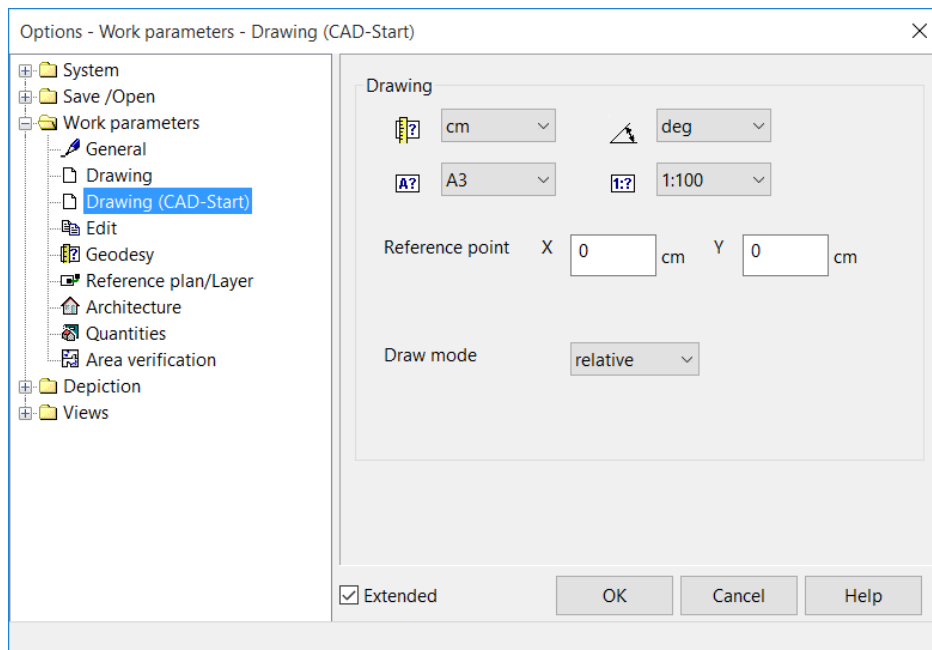 Options - Work parameters - Drawing (CAD-Start)
System
Save /Open
Work parameters
General
Drawing
Drawing (CAD-Start)
Edit
Geodesy
Reference plan/Layer
Architecture
Quantities
Area verification
Depiction
Views
Drawing
? cm deg
A? A3 1:? 1:100
Reference point X 0 cm Y 0 cm
Draw mode relative
Extended OK Cancel Help